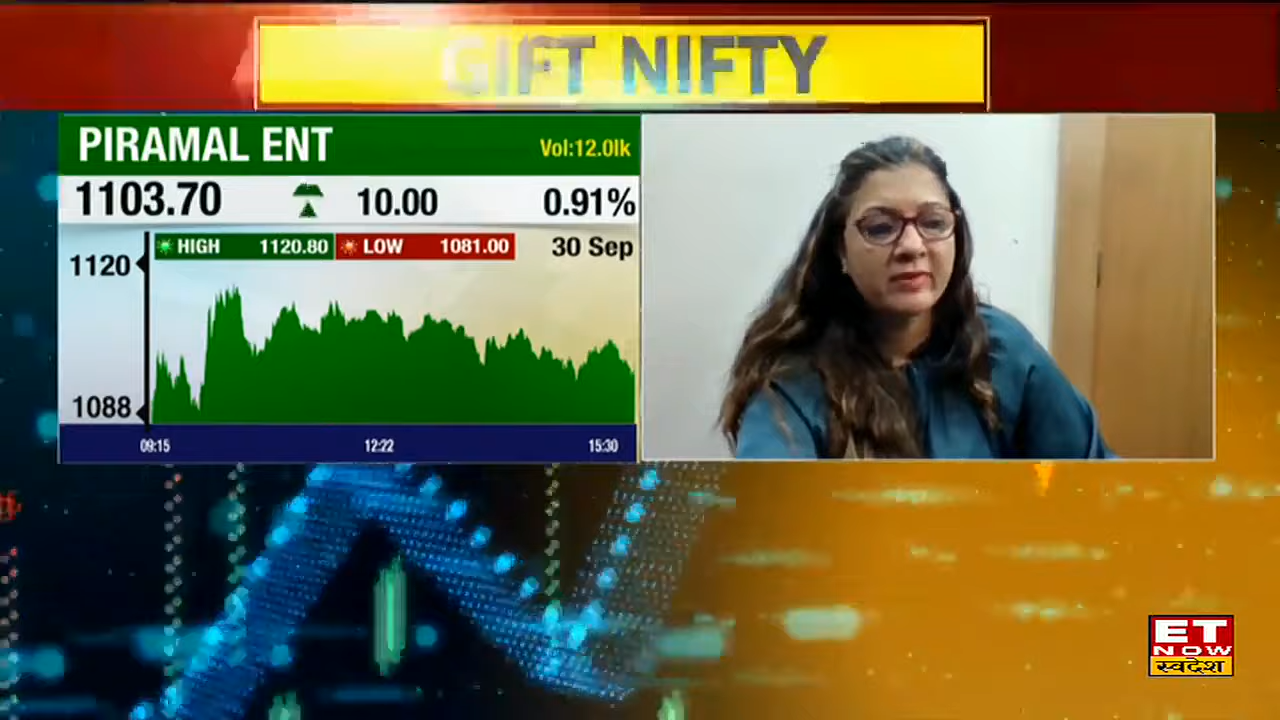 GIFT NIFTY
PIRAMAL ENT
Vol:12.0lk
1103.70 10.00 0.91%
HIGH 1120.80 LOW 1081.00 30 Sep
1120
1088
09:15 12:22 15:30
ET
NOW
स्वदेश